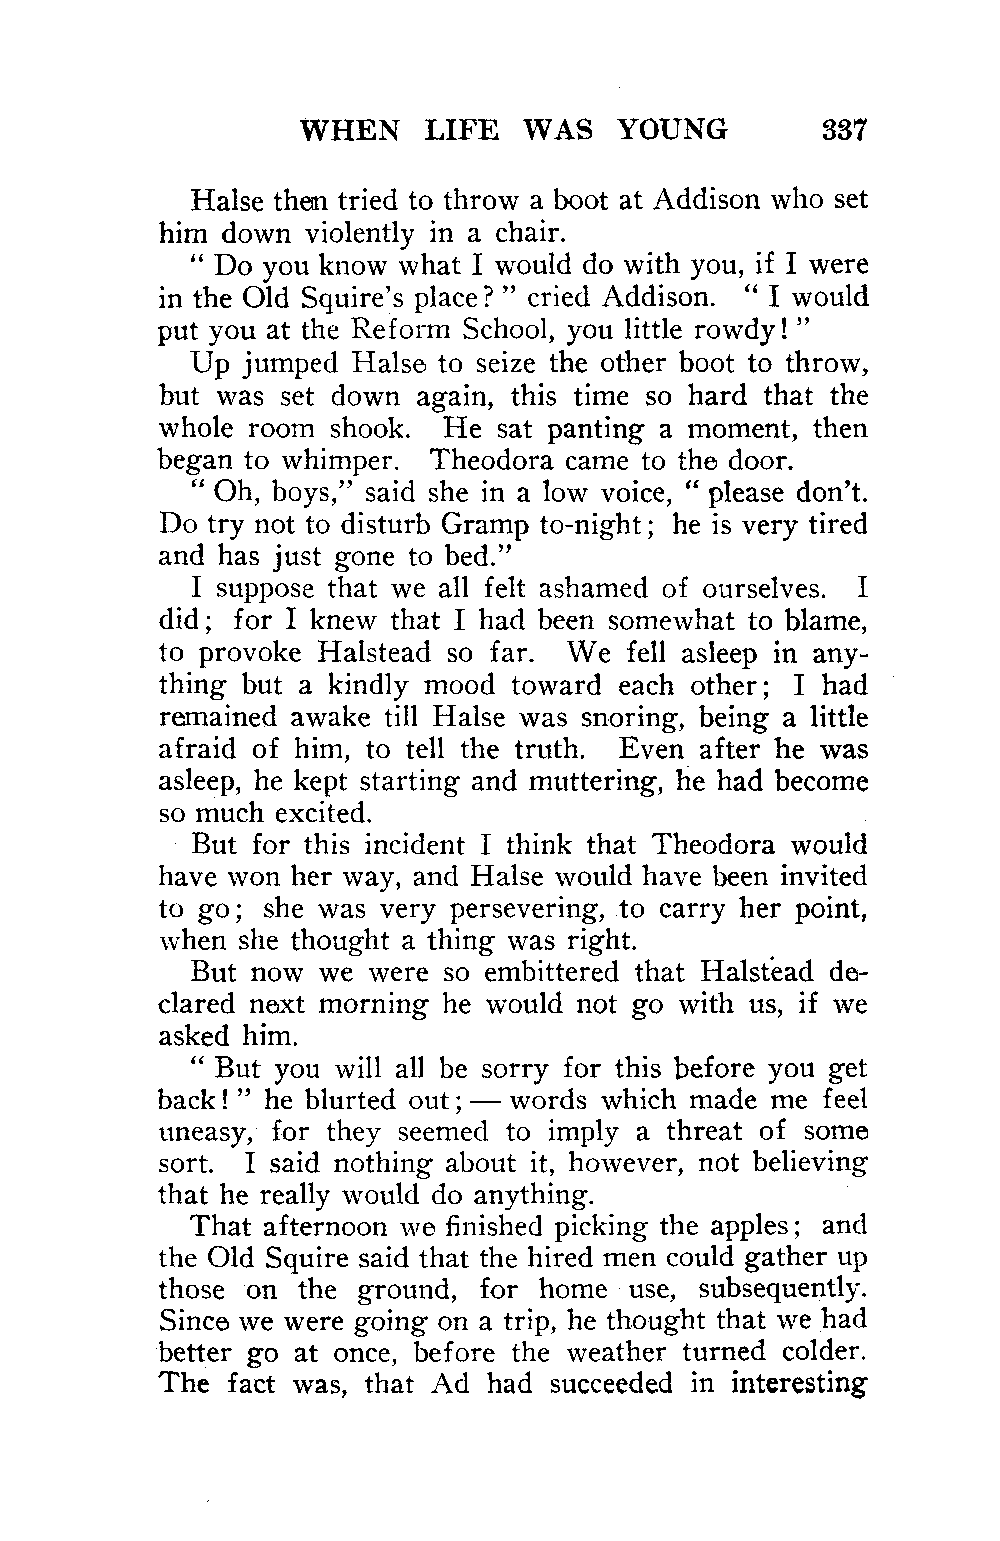 WHEN LIFE WAS YOUNG 337
Halse then tried to throw a boot at Addison who set
him down violently in a chair.
“ Do you know what I would do with you, if I were
in the Old Squire's place? ” cried Addison. “ I would
put you at the Reform School, you little rowdy! ”
Up jumped Halse to seize the other boot to throw,
but was set down again, this time so hard that the
whole room shook. He sat panting a moment, then
began to whimper. Theodora came to the door.
“ Oh, boys,” said she in a low voice, “ please don't.
Do try not to disturb Gramp to-night; he is very tired
and has just gone to bed.”
I suppose that we all felt ashamed of ourselves. I
did; for I knew that I had been somewhat to blame,
to provoke Halstead so far. We fell asleep in any-
thing but a kindly mood toward each other; I had
remained awake till Halse was snoring, being a little
afraid of him, to tell the truth. Even after he was
asleep, he kept starting and muttering, he had become
so much excited.
But for this incident I think that Theodora would
have won her way, and Halse would have been invited
to go; she was very persevering, to carry her point,
when she thought a thing was right.
But now we were so embittered that Halstead de-
clared next morning he would not go with us, if we
asked him.
“ But you will all be sorry for this before you get
back! ” he blurted out; — words which made me feel
uneasy, for they seemed to imply a threat of some
sort. I said nothing about it, however, not believing
that he really would do anything.
That afternoon we finished picking the apples; and
the Old Squire said that the hired men could gather up
those on the ground, for home use, subsequently.
Since we were going on a trip, he thought that we had
better go at once, before the weather turned colder.
The fact was, that Ad had succeeded in interesting